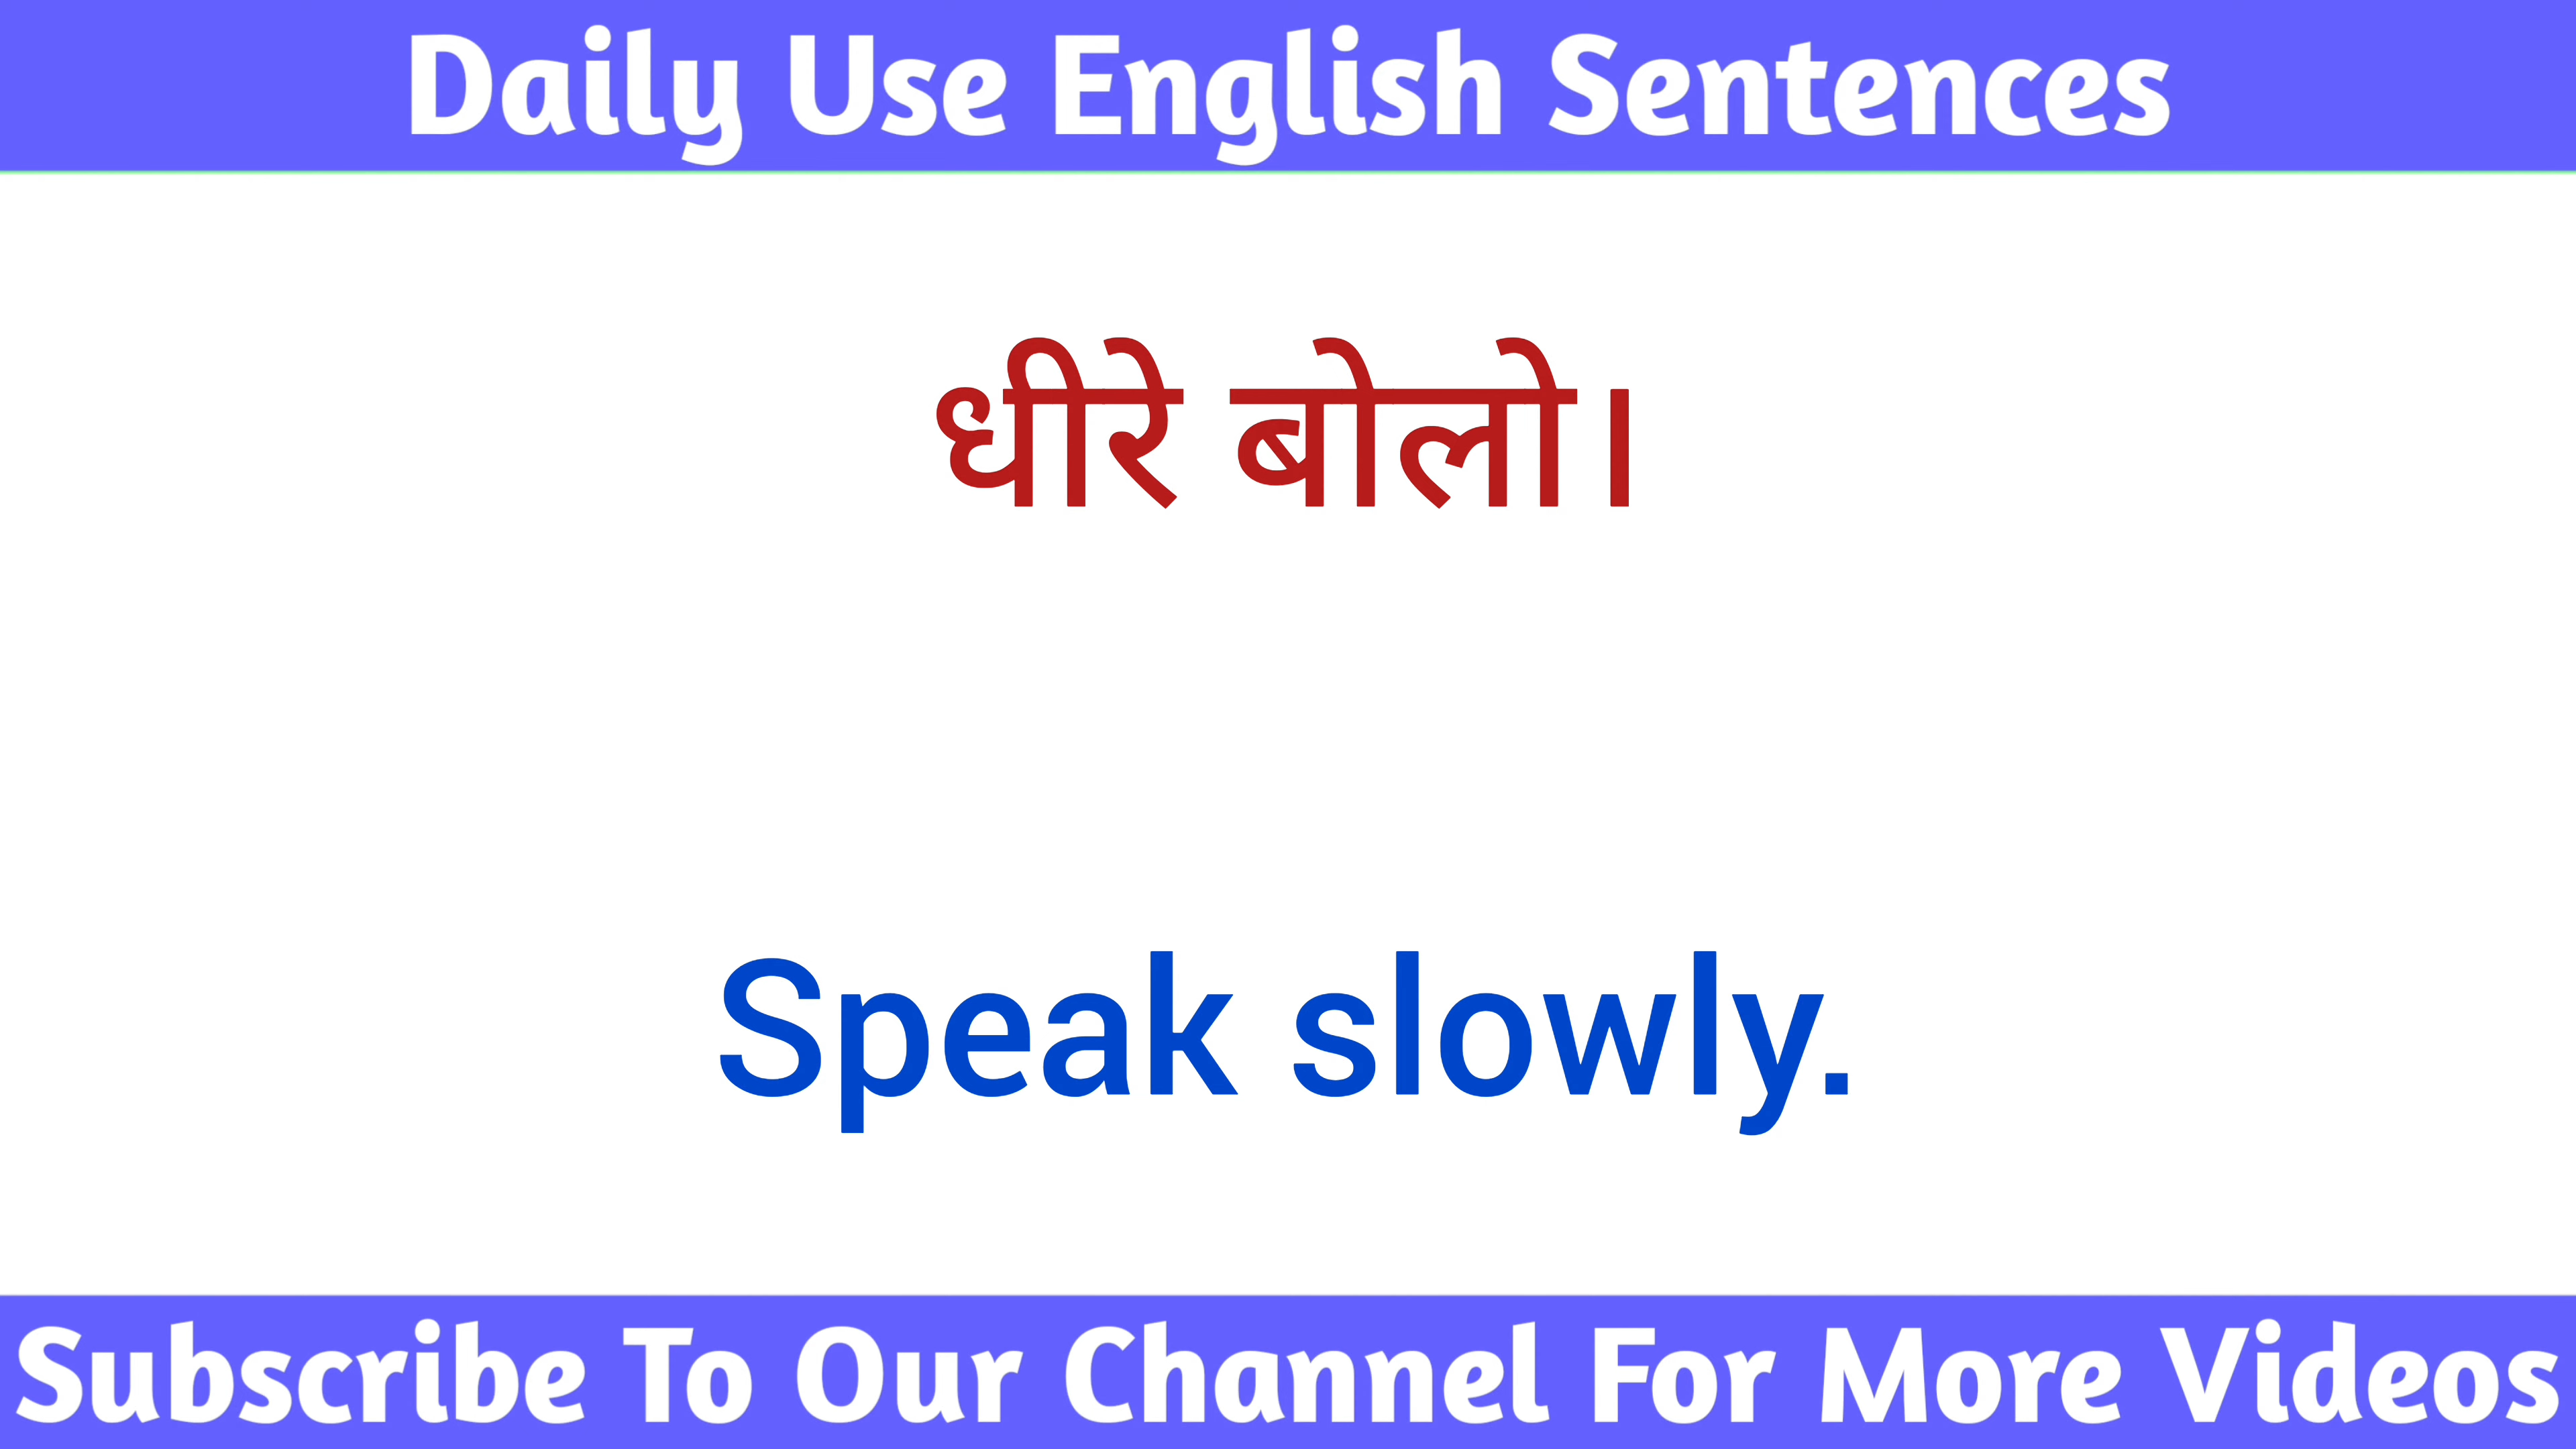 Daily Use English Sentences
धीरे बोलो।
Speak slowly.
Subscribe To Our Channel For More Videos